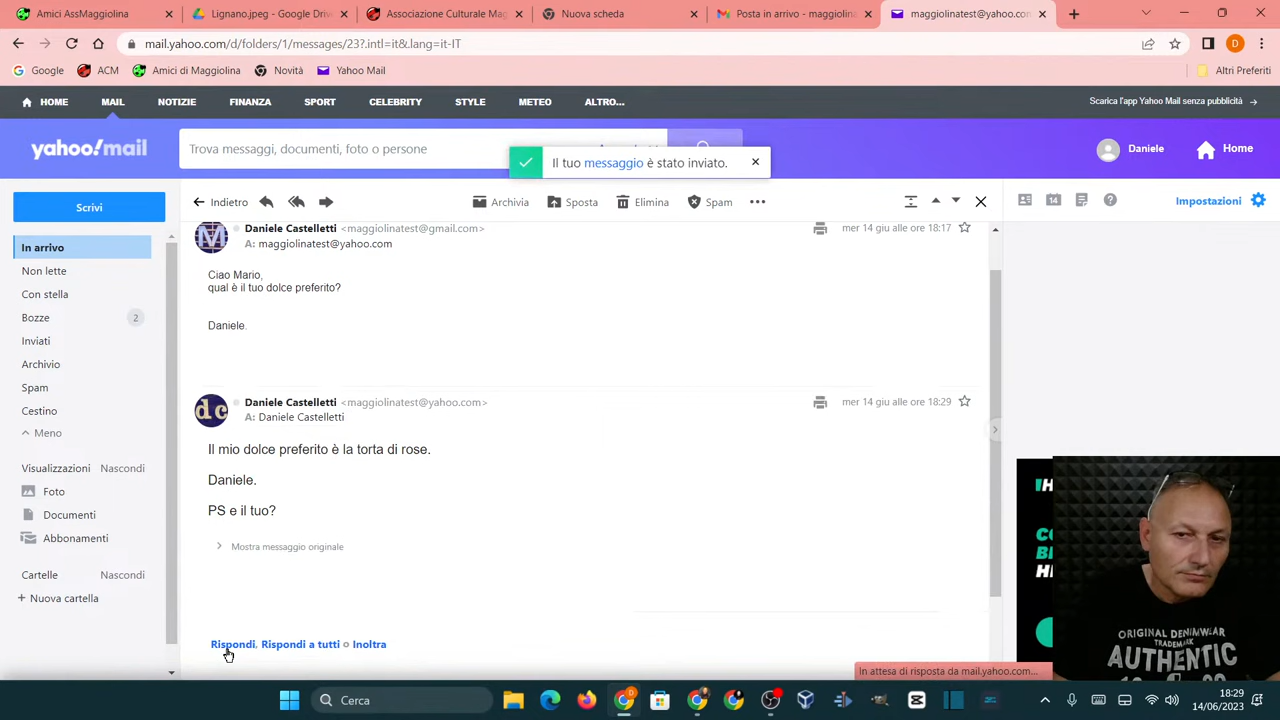 Amici AssMaggiolina
Lignano.jpeg - Google Driv
Associazione Culturale Mag
Nuova scheda
Posta in arrivo - maggiolina
maggiolinatest@yahoo.com
mail.yahoo.com/d/folders/1/messages/23?.intl=it&.lang=it-IT
D
Google
ACM
Amici di Maggiolina
Novità
Yahoo Mail
Altri Preferiti
HOME
MAIL
NOTIZIE
FINANZA
SPORT
CELEBRITY
STYLE
METEO
ALTRO...
Scarica l'app Yahoo Mail senza pubblicità
yahoo!mail
Trova messaggi, documenti, foto o persone
Il tuo messaggio è stato inviato.
Daniele
Home
Scrivi
Indietro
Archivia
Sposta
Elimina
Spam
14
Impostazioni
In arrivo
Non lette
Con stella
Bozze 2
Inviati
Archivio
Spam
Cestino
Meno
Visualizzazioni Nascondi
Foto
Documenti
Abbonamenti
Cartelle Nascondi
+ Nuova cartella
M
Daniele Castelletti <maggiolinatest@gmail.com>
mer 14 giu alle ore 18:17
A: maggiolinatest@yahoo.com
Ciao Mario,
qual è il tuo dolce preferito?
Daniele.
dc
Daniele Castelletti <maggiolinatest@yahoo.com>
mer 14 giu alle ore 18:29
A: Daniele Castelletti
Il mio dolce preferito è la torta di rose.
Daniele.
PS e il tuo?
Mostra messaggio originale
Rispondi, Rispondi a tutti o Inoltra
In attesa di risposta da mail.yahoo.com...
ORIGINAL DENIMWEAR
TRADEMARK
AUTHENTIC
Cerca
18:29
14/06/2023